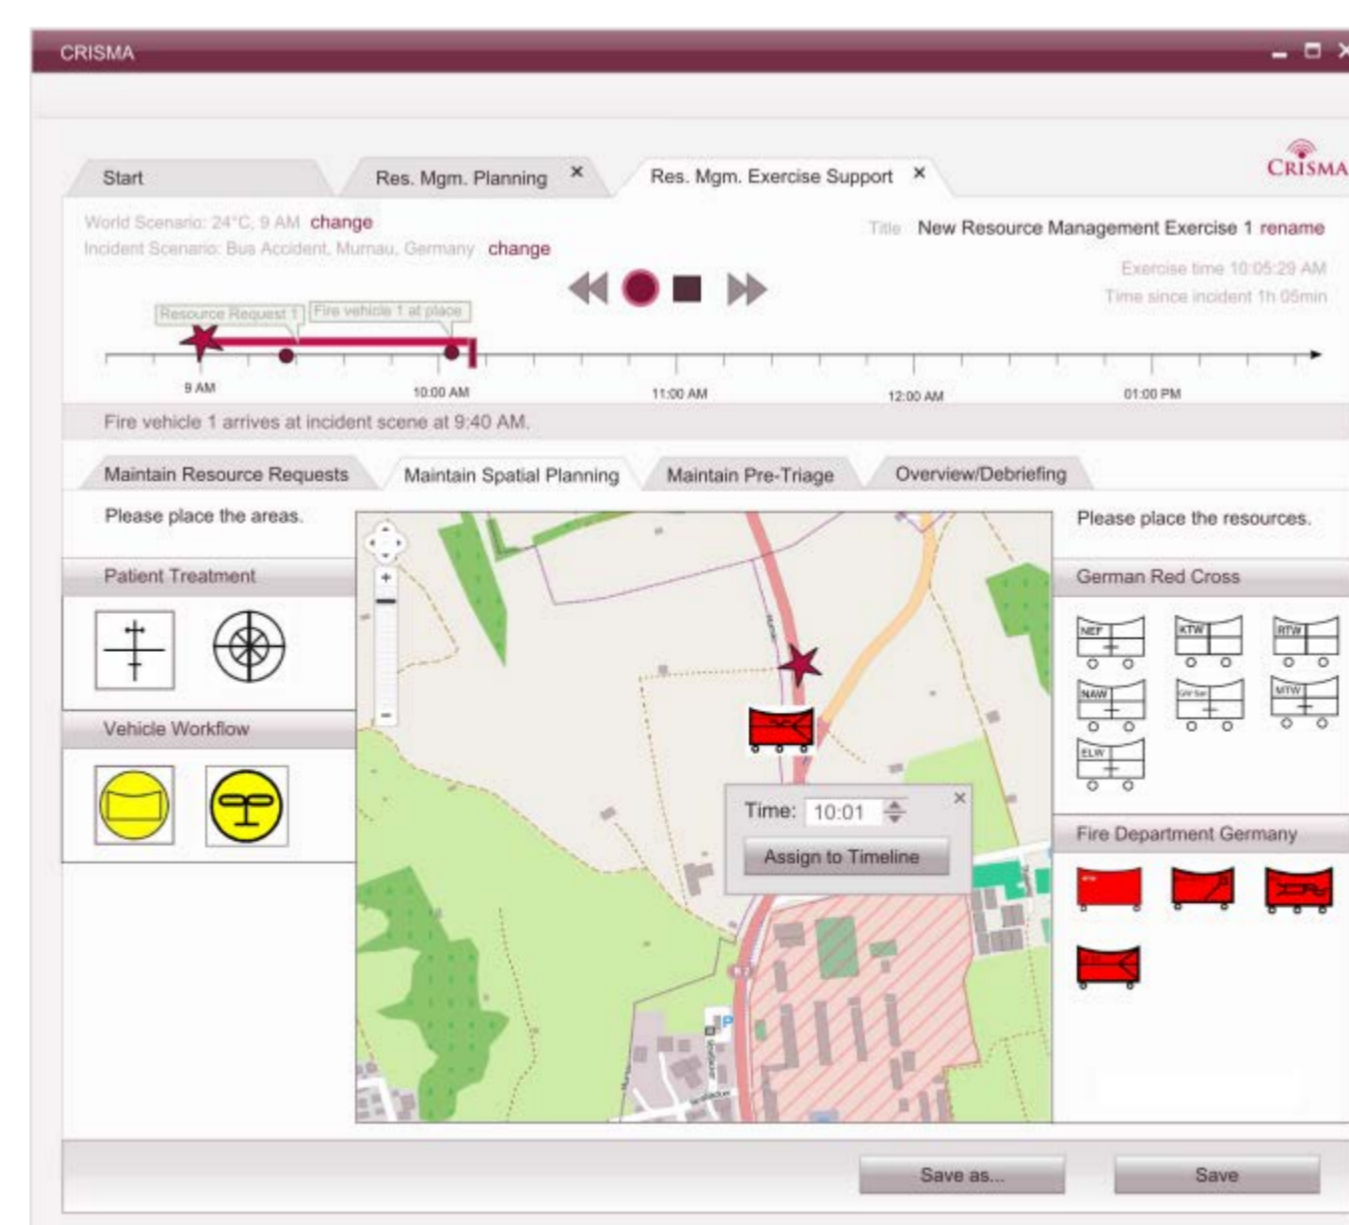 CRISMA
CRISMA
Start
Res. Mgm. Planning
Res. Mgm. Exercise Support
World Scenario: 24°C, 9 AM change
Title New Resource Management Exercise 1 rename
Incident Scenario: Bus Accident, Murnau, Germany change
Exercise time 10:05:29 AM
Time since incident 1h 05min
Resource Request 1
Fire vehicle 1 at place
9 AM
10:00 AM
11:00 AM
12:00 AM
01:00 PM
Fire vehicle 1 arrives at incident scene at 9:40 AM.
Maintain Resource Requests
Maintain Spatial Planning
Maintain Pre-Triage
Overview/Debriefing
Please place the areas.
Please place the resources.
Patient Treatment
German Red Cross
NEF
KTW
RTW
NAW
GW San
MTW
ELW
Vehicle Workflow
Time: 10:01
Assign to Timeline
Fire Department Germany
P
Save as...
Save